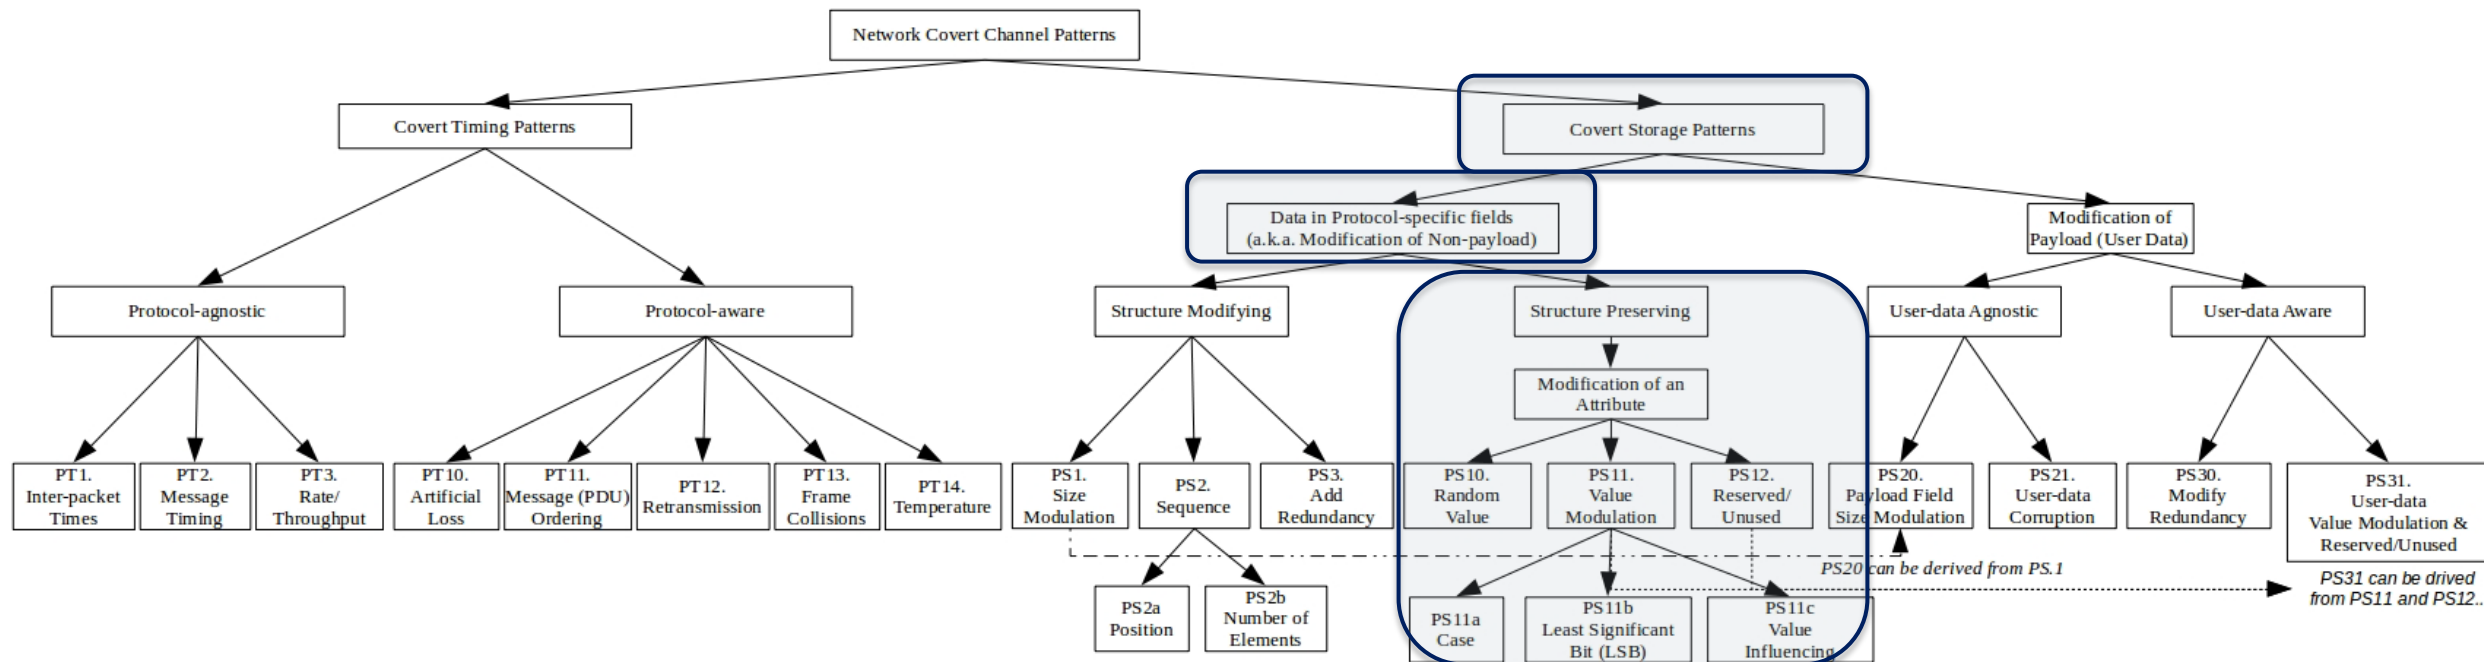 Network Covert Channel Patterns
Covert Timing Patterns
Covert Storage Patterns
Data in Protocol-specific fields
(a.k.a. Modification of Non-payload)
Modification of
Payload (User Data)
Protocol-agnostic
Protocol-aware
Structure Modifying
Structure Preserving
User-data Agnostic
User-data Aware
Modification of an
Attribute
PT1.
Inter-packet
Times
PT2.
Message
Timing
PT3.
Rate/
Throughput
PT10.
Artificial
Loss
PT11.
Message (PDU)
Ordering
PT12.
Retransmission
PT13.
Frame
Collisions
PT14.
Temperature
PS1.
Size
Modulation
PS2.
Sequence
PS3.
Add
Redundancy
PS10.
Random
Value
PS11.
Value
Modulation
PS12.
Reserved/
Unused
PS20.
Payload Field
Size Modulation
PS21.
User-data
Corruption
PS30.
Modify
Redundancy
PS31.
User-data
Value Modulation &
Reserved/Unused
PS20 can be derived from PS.1
PS31 can be drived
from PS11 and PS12..
PS2a
Position
PS2b
Number of
Elements
PS11a
Case
PS11b
Least Significant
Bit (LSB)
PS11c
Value
Influencing